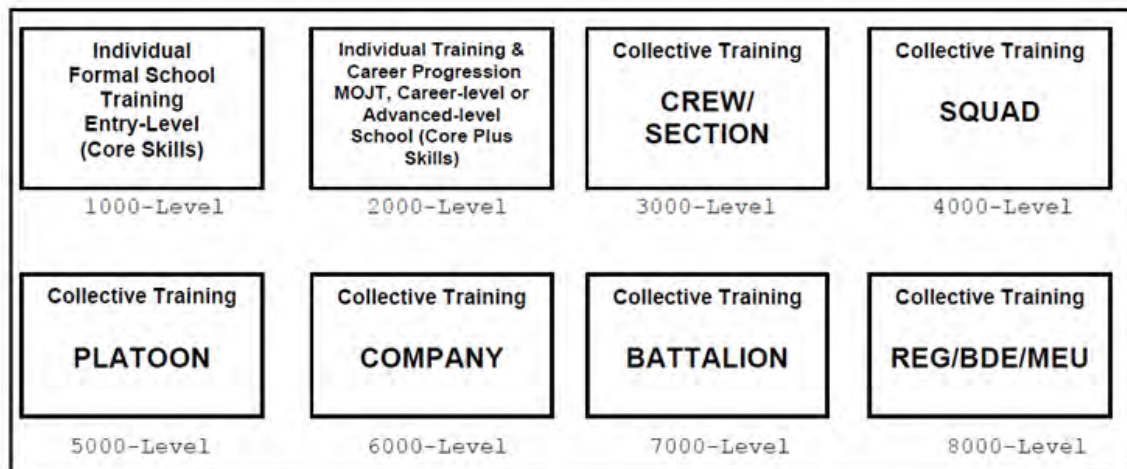 Individual
Formal School
Training
Entry-Level
(Core Skills)
1000-Level
Individual Training &
Career Progression
MOJT, Career-level or
Advanced-level
School (Core Plus
Skills)
2000-Level
Collective Training
CREW/
SECTION
3000-Level
Collective Training
SQUAD
4000-Level
Collective Training
PLATOON
5000-Level
Collective Training
COMPANY
6000-Level
Collective Training
BATTALION
7000-Level
Collective Training
REG/BDE/MEU
8000-Level